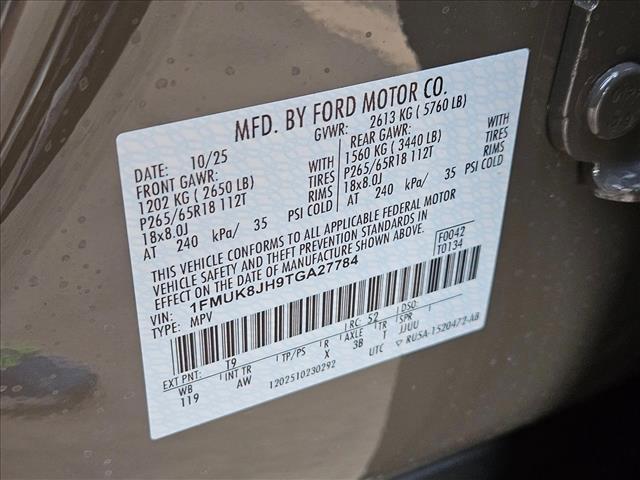 MFD. BY FORD MOTOR CO.
DATE: 10/25 GVWR: 2613 KG ( 5760 LB)
FRONT GAWR: WITH REAR GAWR: WITH
1202 KG ( 2650 LB) TIRES 1560 KG ( 3440 LB) TIRES
P265/65R18 112T RIMS P265/65R18 112T RIMS
18x8.0J 18x8.0J
AT 240 kPa/ 35 PSI COLD AT 240 kPa/ 35 PSI COLD
THIS VEHICLE CONFORMS TO ALL APPLICABLE FEDERAL MOTOR
VEHICLE SAFETY AND THEFT PREVENTION STANDARDS IN
EFFECT ON THE DATE OF MANUFACTURE SHOWN ABOVE.
F0042
T0134
VIN: 1FMUK8JH9TGA27784
TYPE: MPV
EXT PNT: T9 RC: 52 DSO:
WB INT TR TP/PS R AXLE TR SPR
119 AW X 3B T JJUU
1202510230292 UTC RU5A-1520472-AB